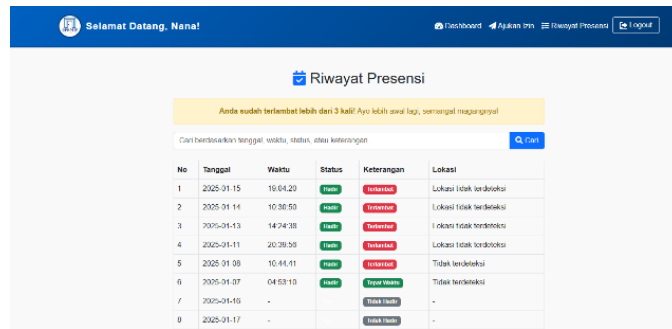 Selamat Datang, Nana!
Dashboard Ajukan Izin Riwayat Presensi Logout
Riwayat Presensi
Anda sudah terlambat lebih dari 3 kali! Ayo lebih awal lagi, semangat magangnya!
Cari berdasarkan tanggal, waktu, status, atau keterangan Cari
No Tanggal Waktu Status Keterangan Lokasi
1 2025-01-15 19:04:20 Hadir Terlambat Lokasi tidak terdeteksi
2 2025-01-14 10:30:50 Hadir Terlambat Lokasi tidak terdeteksi
3 2025-01-13 14:24:38 Hadir Terlambat Lokasi tidak terdeteksi
4 2025-01-11 20:39:56 Hadir Terlambat Lokasi tidak terdeteksi
5 2025-01-08 10:44:41 Hadir Terlambat Tidak terdeteksi
6 2025-01-07 04:53:10 Hadir Tepat Waktu Tidak terdeteksi
7 2025-01-16 - Tidak Hadir -
8 2025-01-17 - Tidak Hadir -